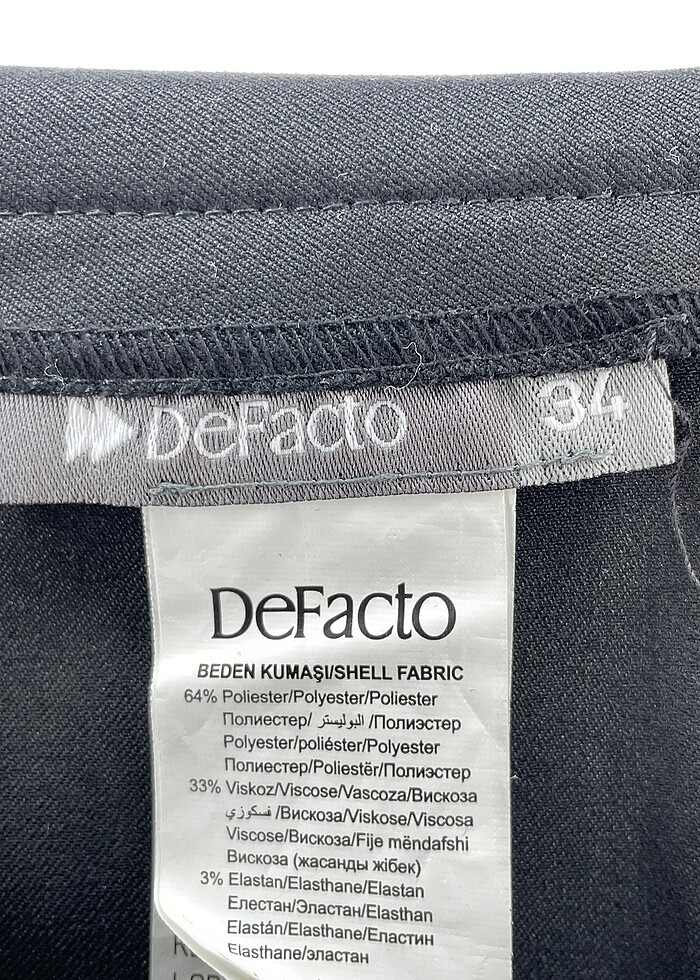 DeFacto 34
DeFacto
BEDEN KUMAŞI/SHELL FABRIC
64% Poliester/Polyester/Poliester
Полиестер/ البوليستر /Полиэстер
Polyester/poliéster/Polyester
Полиестер/Poliestër/Полиэстер
33% Viskoz/Viscose/Vascoza/Вискоза
فسكوزي /Вискоза/Viskose/Viscosa
Viscose/Вискоза/Fije mëndafshi
Вискоза (жасанды жібек)
3% Elastan/Elasthane/Elastan
Елестан/Эластан/Elasthan
Elastán/Elasthane/Еластин
Elasthane/эластан